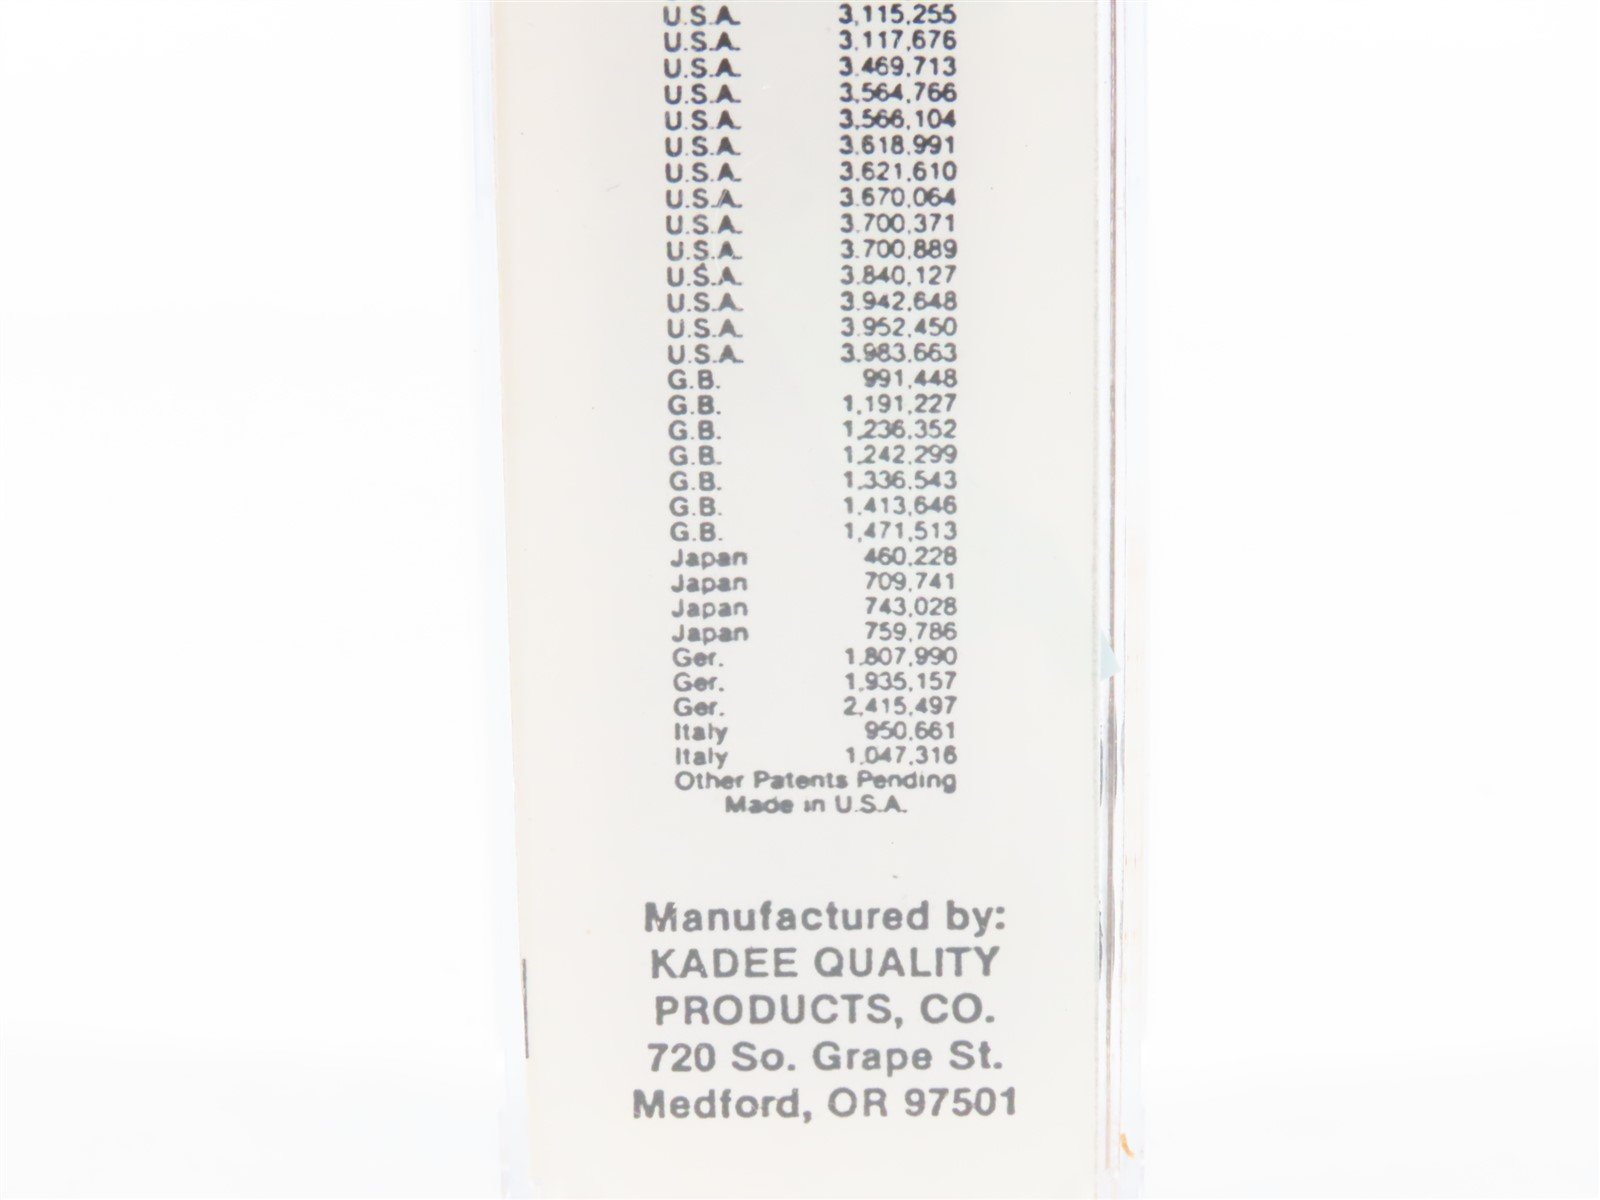 U.S.A. 3,115,255
U.S.A. 3,117,676
U.S.A. 3,469,713
U.S.A. 3,564,766
U.S.A. 3,566,104
U.S.A. 3,618,991
U.S.A. 3,621,610
U.S.A. 3,670,064
U.S.A. 3,700,371
U.S.A. 3,700,889
U.S.A. 3,840,127
U.S.A. 3,942,648
U.S.A. 3,952,450
U.S.A. 3,983,663
G.B. 991,448
G.B. 1,191,227
G.B. 1,236,352
G.B. 1,242,299
G.B. 1,336,543
G.B. 1,413,646
G.B. 1,471,513
Japan 460,228
Japan 709,741
Japan 743,028
Japan 759,786
Ger. 1,807,990
Ger. 1,935,157
Ger. 2,415,497
Italy 950,661
Italy 1,047,316
Other Patents Pending
Made in U.S.A.
Manufactured by:
KADEE QUALITY
PRODUCTS, CO.
720 So. Grape St.
Medford, OR 97501